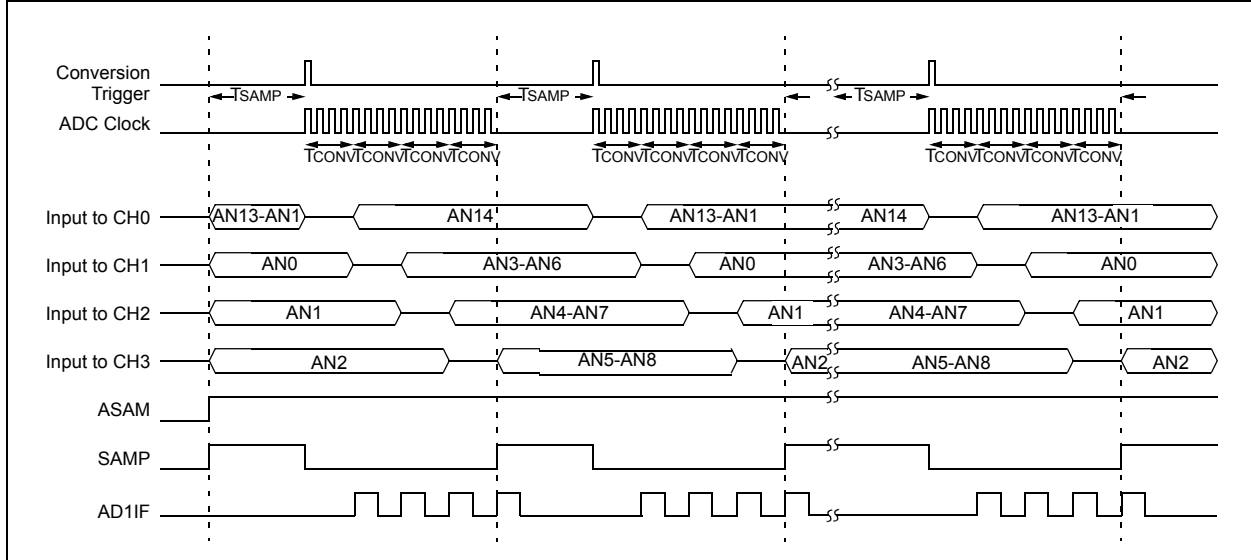 Conversion
Trigger
TSAMP TSAMP TSAMP
ADC Clock
TCONV TCONV TCONV TCONV TCONV TCONV TCONV TCONV TCONV TCONV TCONV TCONV
Input to CH0 AN13-AN1 AN14 AN13-AN1 AN14 AN13-AN1
Input to CH1 AN0 AN3-AN6 AN0 AN3-AN6 AN0
Input to CH2 AN1 AN4-AN7 AN1 AN4-AN7 AN1
Input to CH3 AN2 AN5-AN8 AN2 AN5-AN8 AN2
ASAM
SAMP
AD1IF